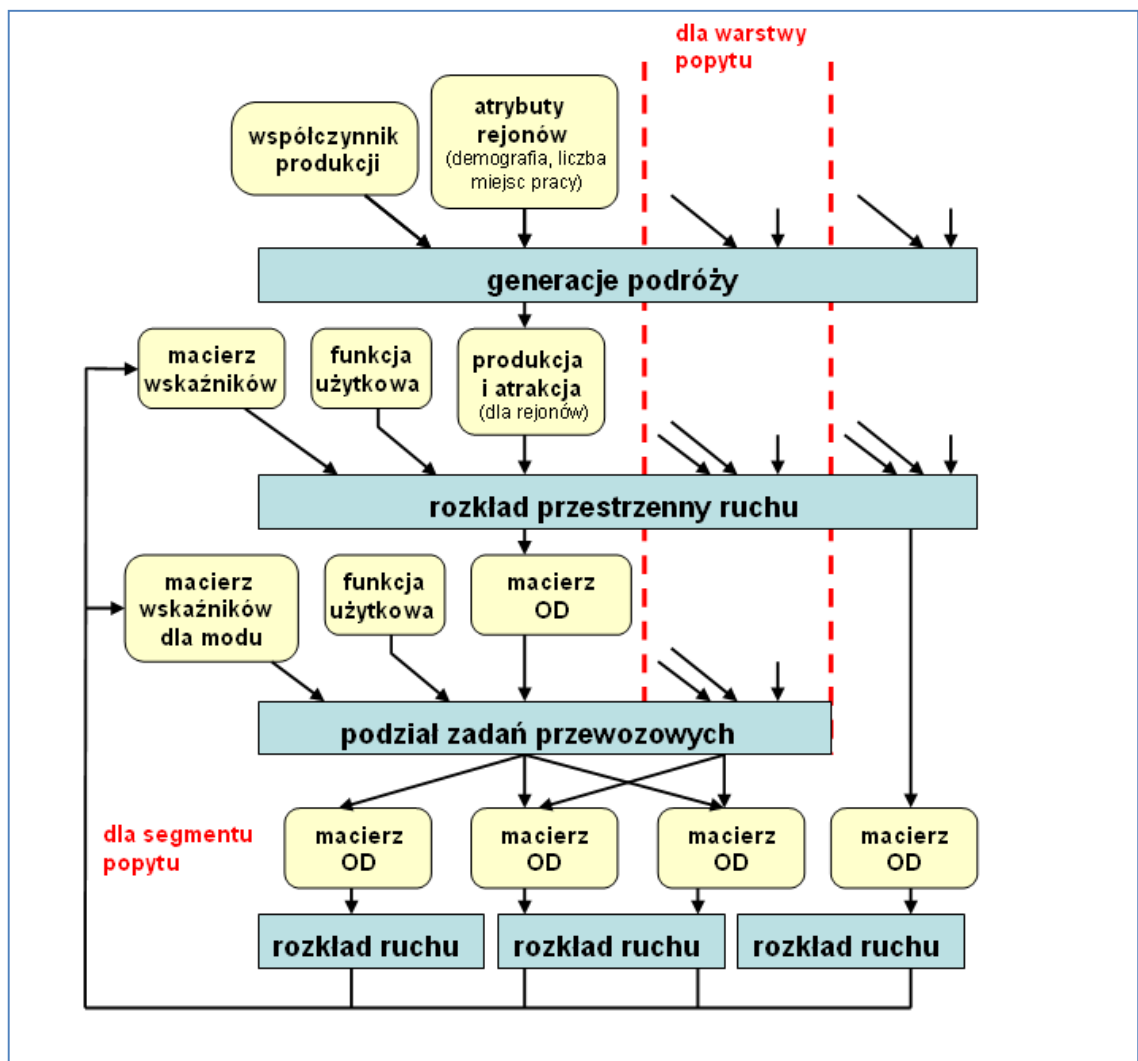 dla warstwy
popytu
współczynnik
produkcji
atrybuty
rejonów
(demografia, liczba
miejsc pracy)
generacje podróży
macierz
wskaźników
funkcja
użytkowa
produkcja
i atrakcja
(dla rejonów)
rozkład przestrzenny ruchu
macierz
wskaźników
dla modu
funkcja
użytkowa
macierz
OD
podział zadań przewozowych
dla segmentu
popytu
macierz
OD
macierz
OD
macierz
OD
macierz
OD
rozkład ruchu
rozkład ruchu
rozkład ruchu